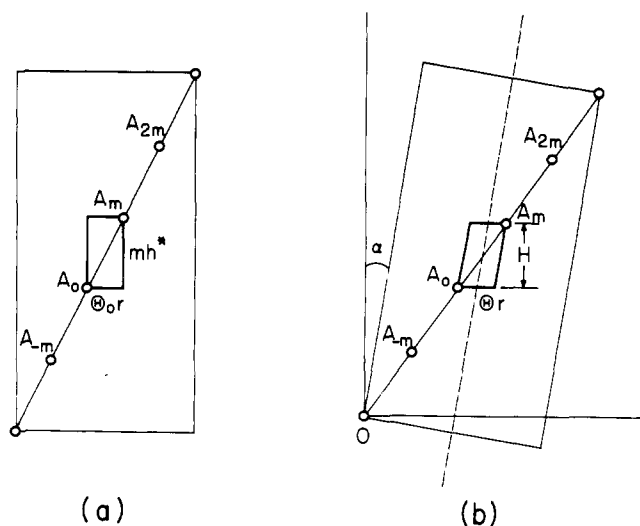 A₂ₘ
Aₘ
mh*
A₀
Θ₀r
A₋ₘ
(a)
α
A₂ₘ
Aₘ
H
A₀
Θr
A₋ₘ
O
(b)